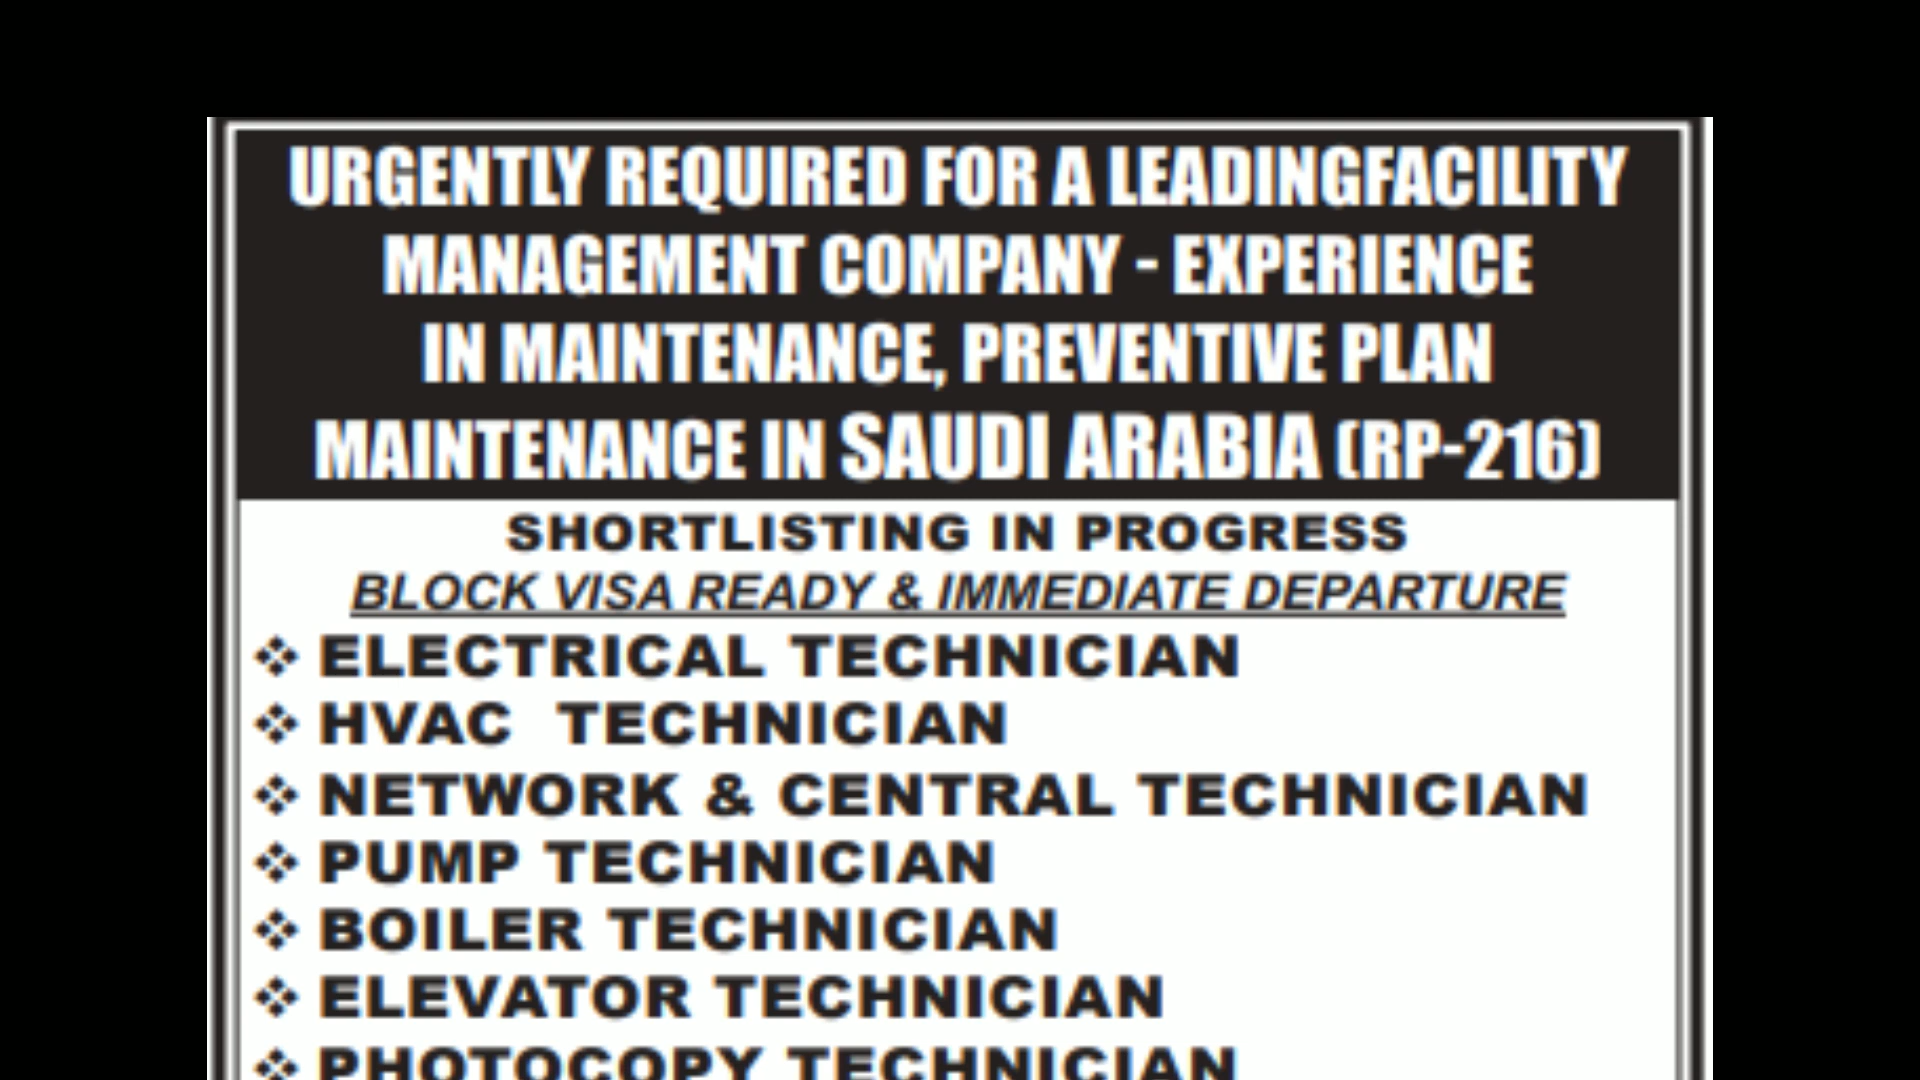 URGENTLY REQUIRED FOR A LEADINGFACILITY
MANAGEMENT COMPANY - EXPERIENCE
IN MAINTENANCE, PREVENTIVE PLAN
MAINTENANCE IN SAUDI ARABIA (RP-216)
SHORTLISTING IN PROGRESS
BLOCK VISA READY & IMMEDIATE DEPARTURE
❖ ELECTRICAL TECHNICIAN
❖ HVAC TECHNICIAN
❖ NETWORK & CENTRAL TECHNICIAN
❖ PUMP TECHNICIAN
❖ BOILER TECHNICIAN
❖ ELEVATOR TECHNICIAN
❖ PHOTOCOPY TECHNICIAN